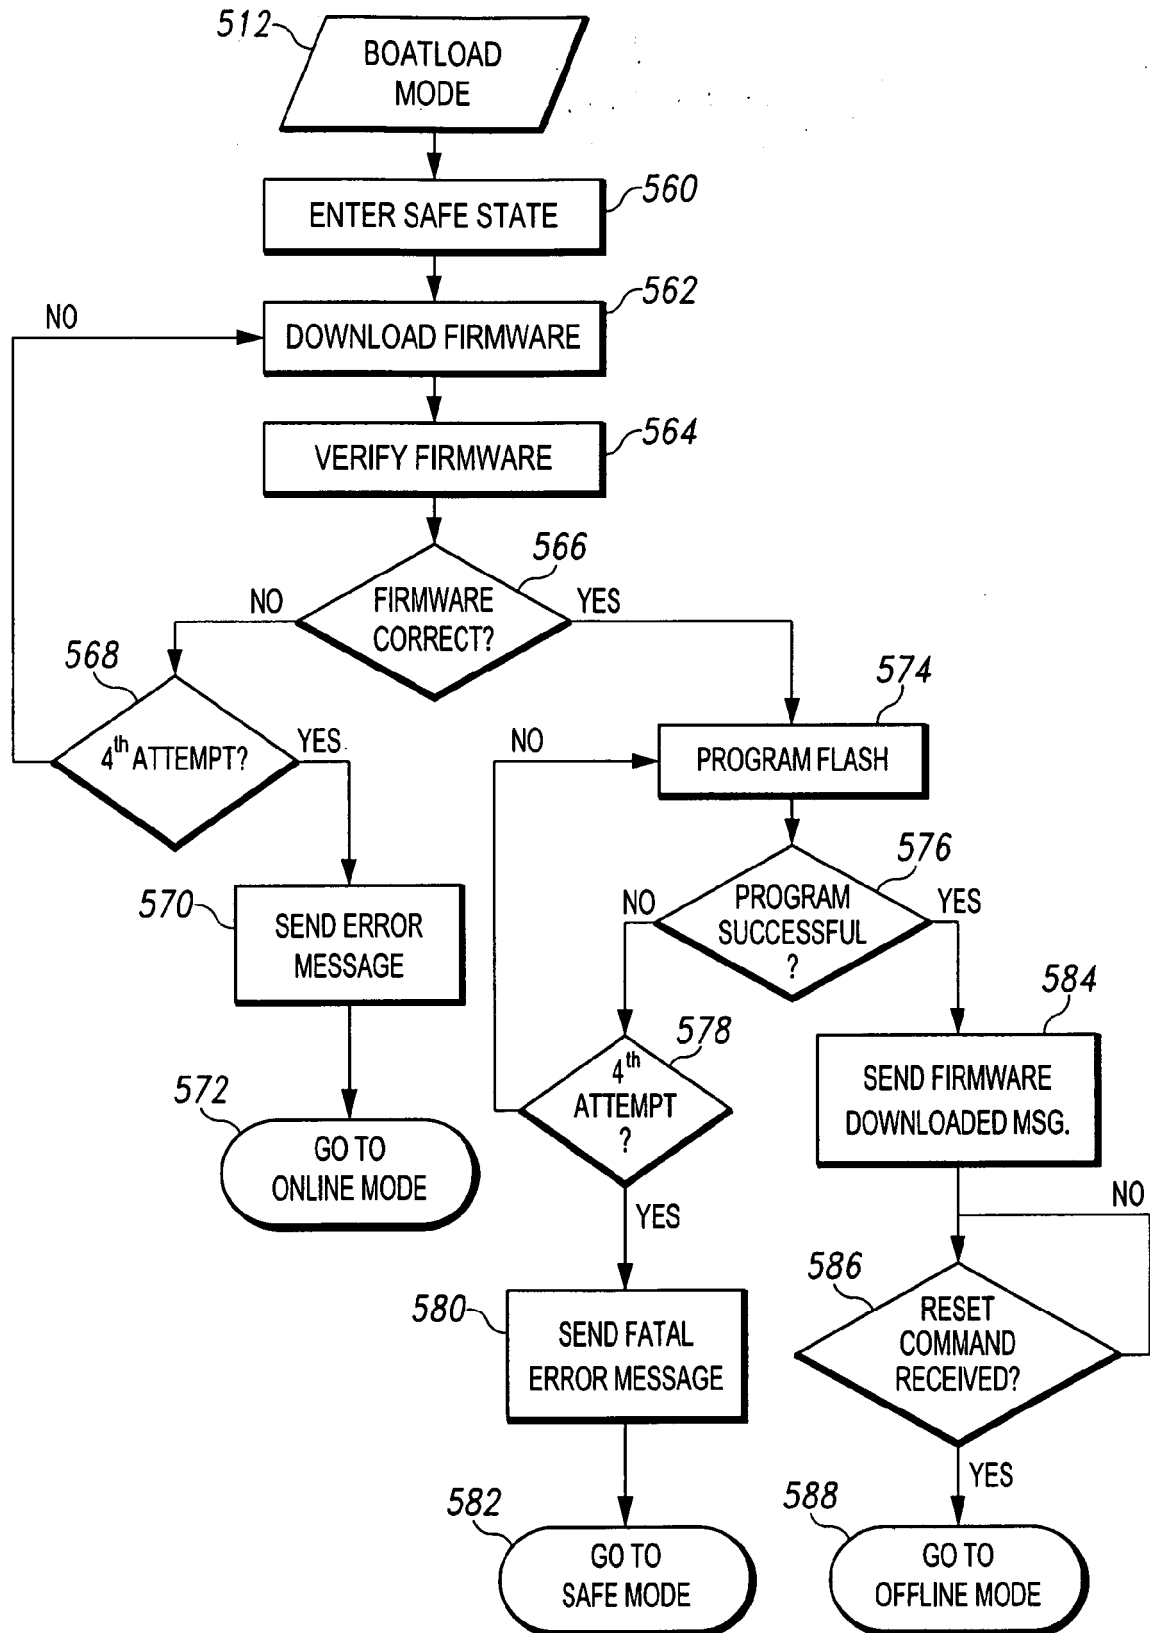 512
BOATLOAD
MODE
560
ENTER SAFE STATE
562
NO
DOWNLOAD FIRMWARE
564
VERIFY FIRMWARE
566
NO
FIRMWARE
CORRECT?
YES
568
4th ATTEMPT?
YES
574
NO
PROGRAM FLASH
576
570
SEND ERROR
MESSAGE
NO
PROGRAM
SUCCESSFUL
?
YES
584
578
4th
ATTEMPT
?
SEND FIRMWARE
DOWNLOADED MSG.
572
GO TO
ONLINE MODE
YES
NO
586
RESET
COMMAND
RECEIVED?
580
SEND FATAL
ERROR MESSAGE
YES
582
GO TO
SAFE MODE
588
GO TO
OFFLINE MODE